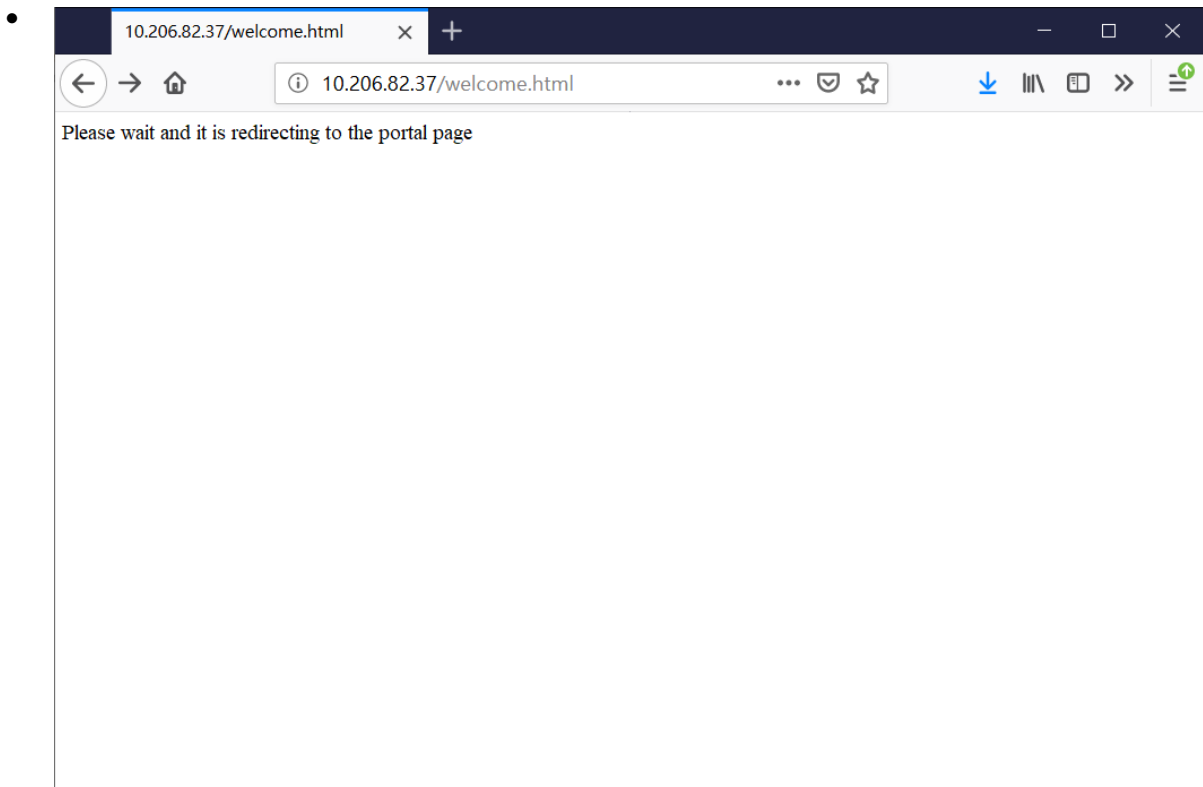 10.206.82.37/welcome.html
10.206.82.37/welcome.html
Please wait and it is redirecting to the portal page